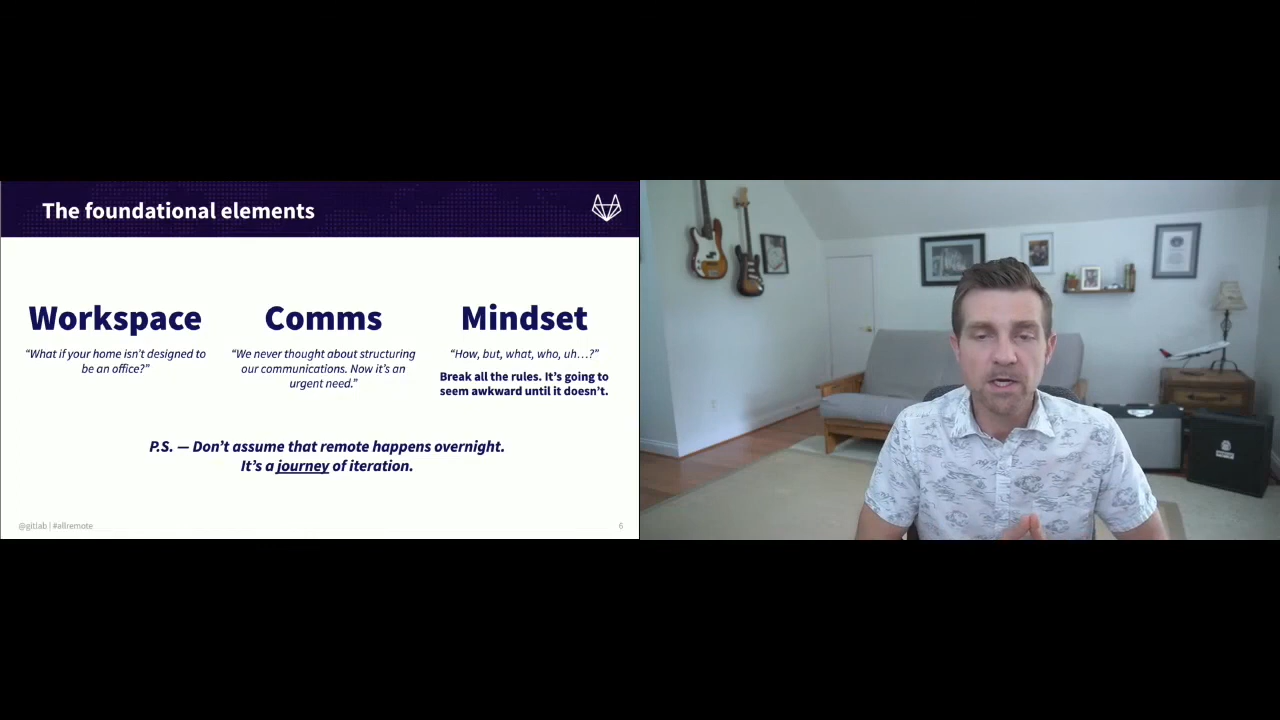 The foundational elements
Workspace
“What if your home isn’t designed to
be an office?”
Comms
“We never thought about structuring
our communications. Now it’s an
urgent need.”
Mindset
“How, but, what, who, uh…?”
Break all the rules. It’s going to
seem awkward until it doesn’t.
P.S. — Don’t assume that remote happens overnight.
It’s a journey of iteration.
@gitlab | #allremote
6